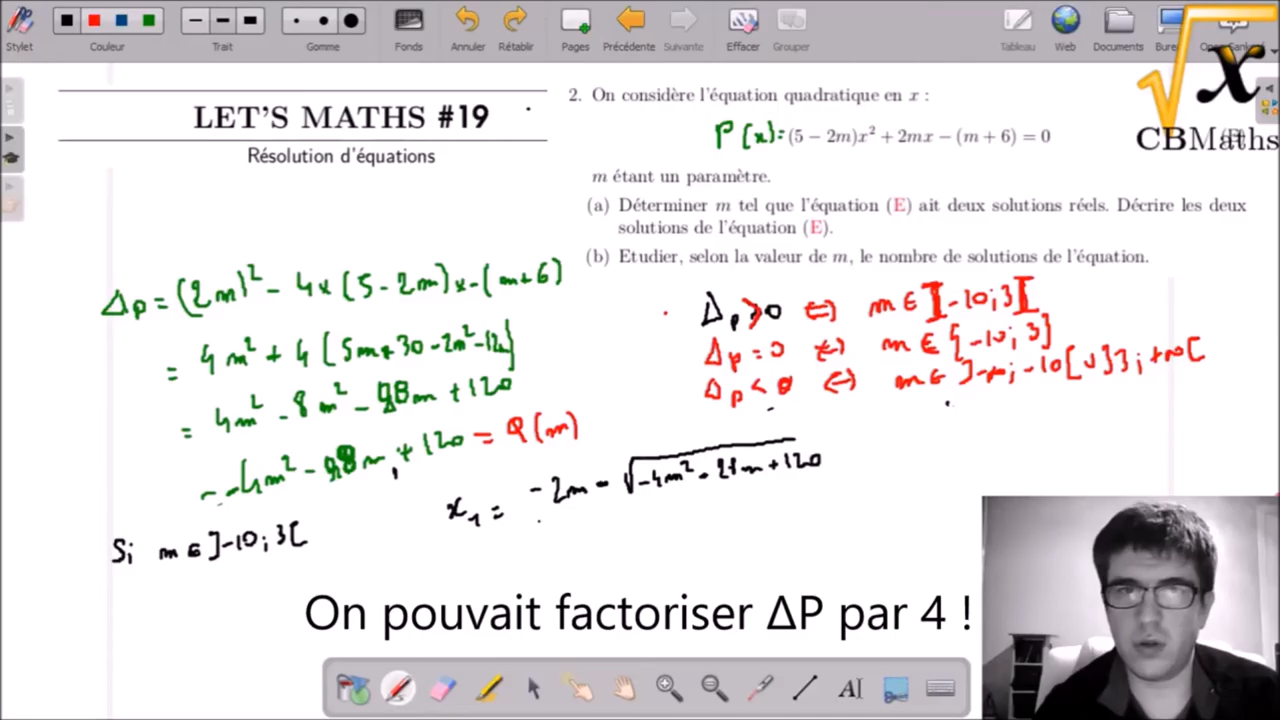 Stylet Couleur Trait Gomme Fonds Annuler Rétablir Pages Précédente Suivante Effacer Grouper Tableau Web Documents
LET'S MATHS #19
Résolution d'équations
2. On considère l'équation quadratique en x :
P(x): (5 − 2m)x² + 2mx − (m + 6) = 0
m étant un paramètre.
(a) Déterminer m tel que l'équation (E) ait deux solutions réels. Décrire les deux
solutions de l'équation (E).
(b) Etudier, selon la valeur de m, le nombre de solutions de l'équation.
√x
CBMaths
Δp = (2m)² − 4×(5 − 2m)×−(m+6)
= 4m² + 4[5m+30−2m²−12m]
= 4m² − 8m² − 28m + 120
−4m² − 28m + 120 = Q(m)
Δp > 0 ⇔ m ∈ ]−10;3[
Δp = 0 ⇔ m ∈ {−10; 3}
Δp < 0 ⇔ m ∈ ]−∞; −10[ ∪ ]3; +∞[
Si m ∈ ]−10; 3[
x₁ = −2m − √−4m² − 28m + 120
On pouvait factoriser ΔP par 4 !
AI